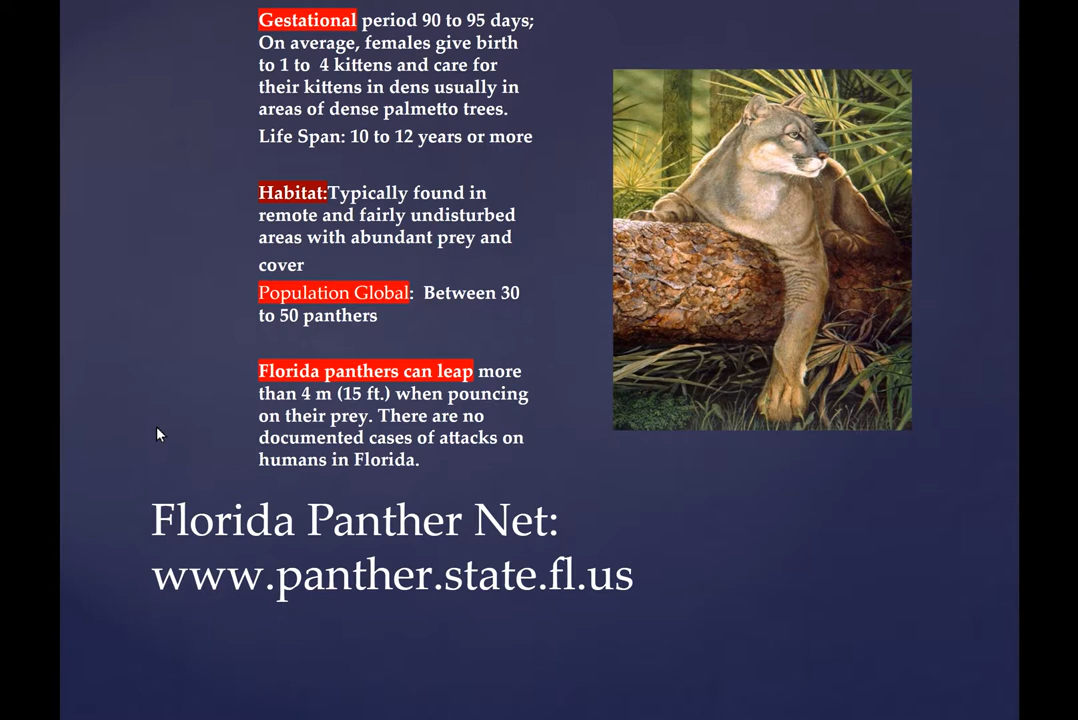 Gestational period 90 to 95 days;
On average, females give birth
to 1 to 4 kittens and care for
their kittens in dens usually in
areas of dense palmetto trees.
Life Span: 10 to 12 years or more
Habitat:Typically found in
remote and fairly undisturbed
areas with abundant prey and
cover
Population Global: Between 30
to 50 panthers
Florida panthers can leap more
than 4 m (15 ft.) when pouncing
on their prey. There are no
documented cases of attacks on
humans in Florida.
Florida Panther Net:
www.panther.state.fl.us